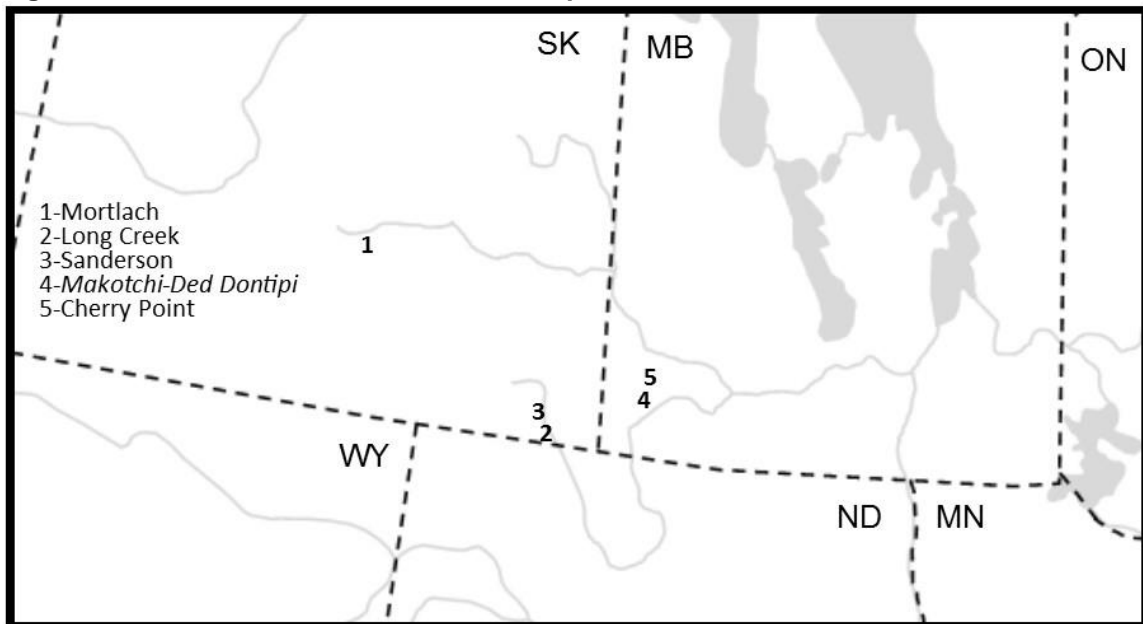 SK
MB
ON
1-Mortlach
2-Long Creek
3-Sanderson
4-Makotchi-Ded Dontipi
5-Cherry Point
1
5
4
3
2
WY
ND
MN